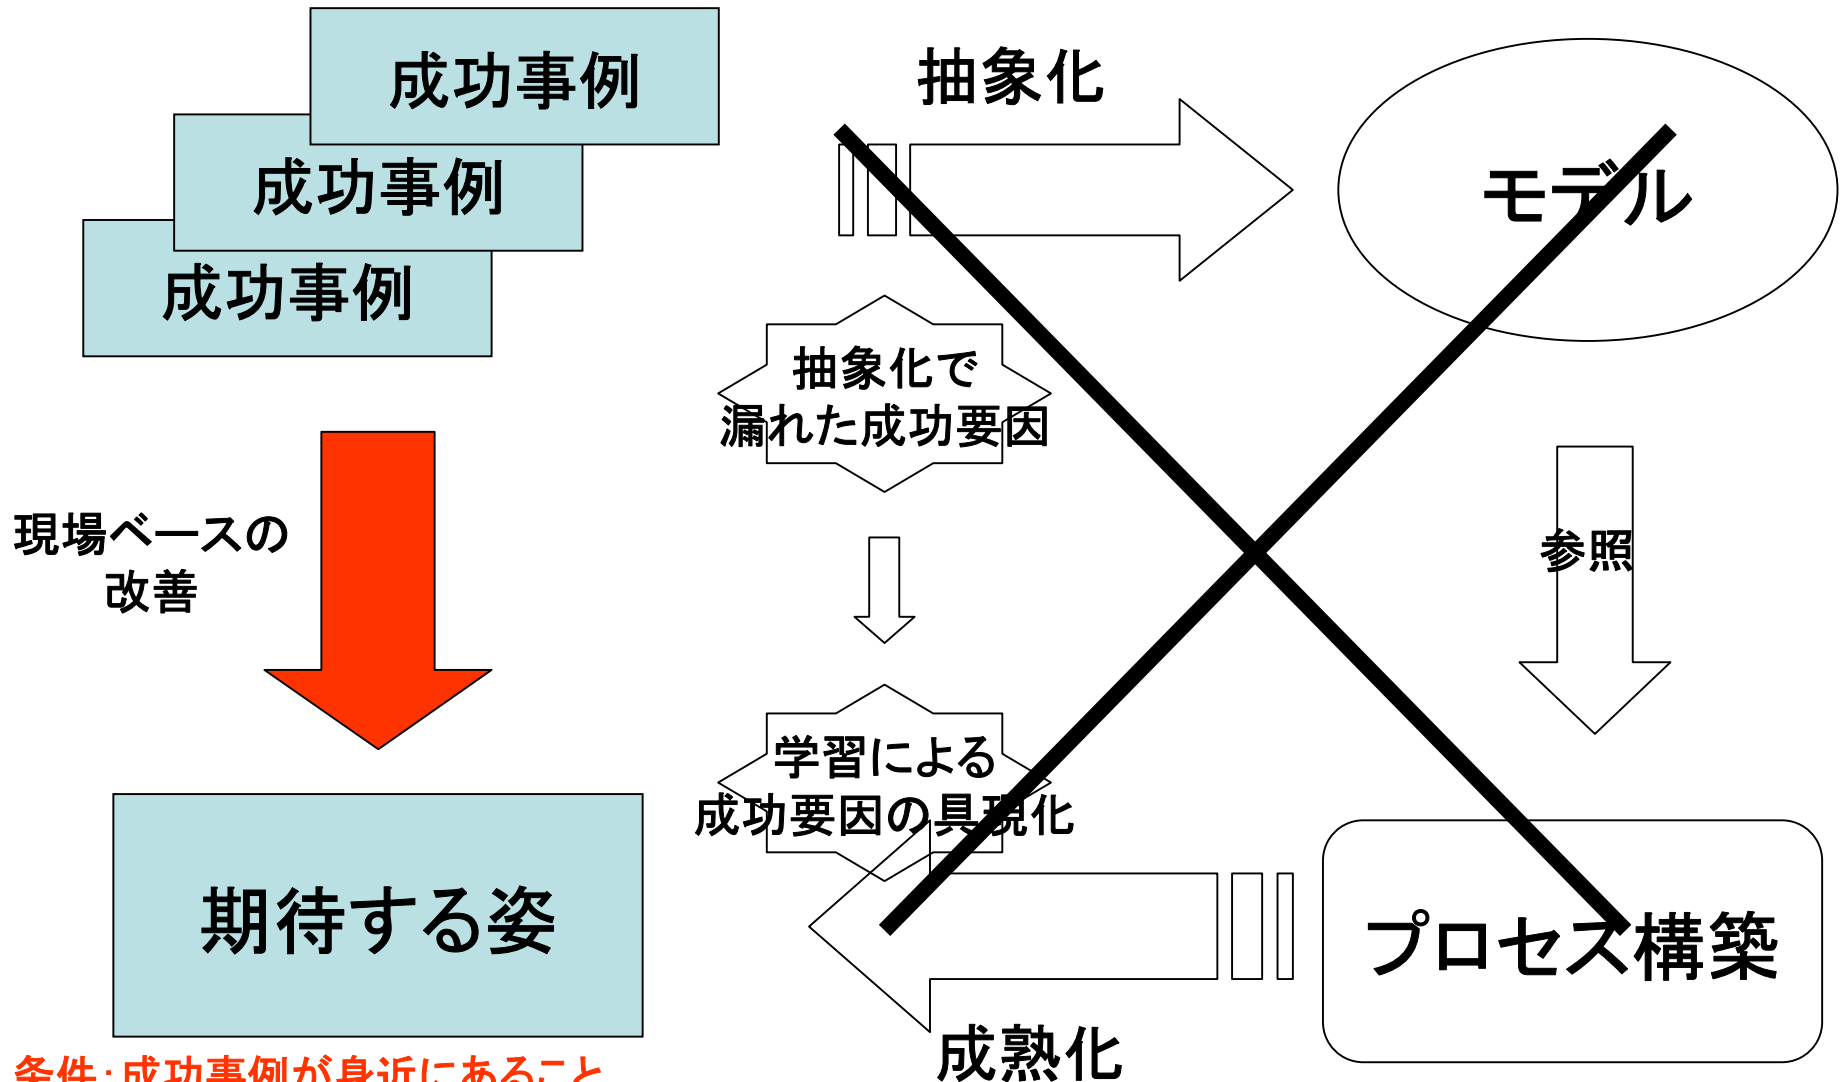 成功事例
成功事例
成功事例
抽象化
モデル
抽象化で
漏れた成功要因
現場ベースの
改善
参照
学習による
成功要因の具現化
期待する姿
プロセス構築
成熟化
条件：成功事例が身近にあること